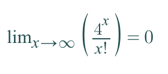 lim_{x→∞} (4^x / x!) = 0